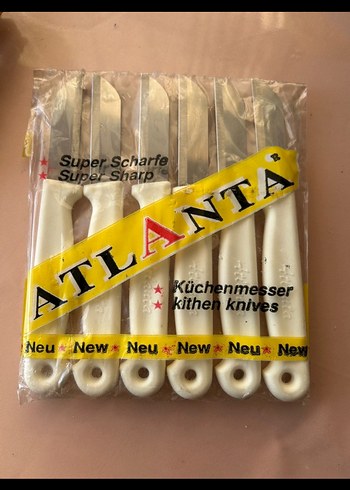 Super Scharfe
Super Sharp
ATLANTA®
Küchenmesser
kithen knives
Neu New Neu New Neu New